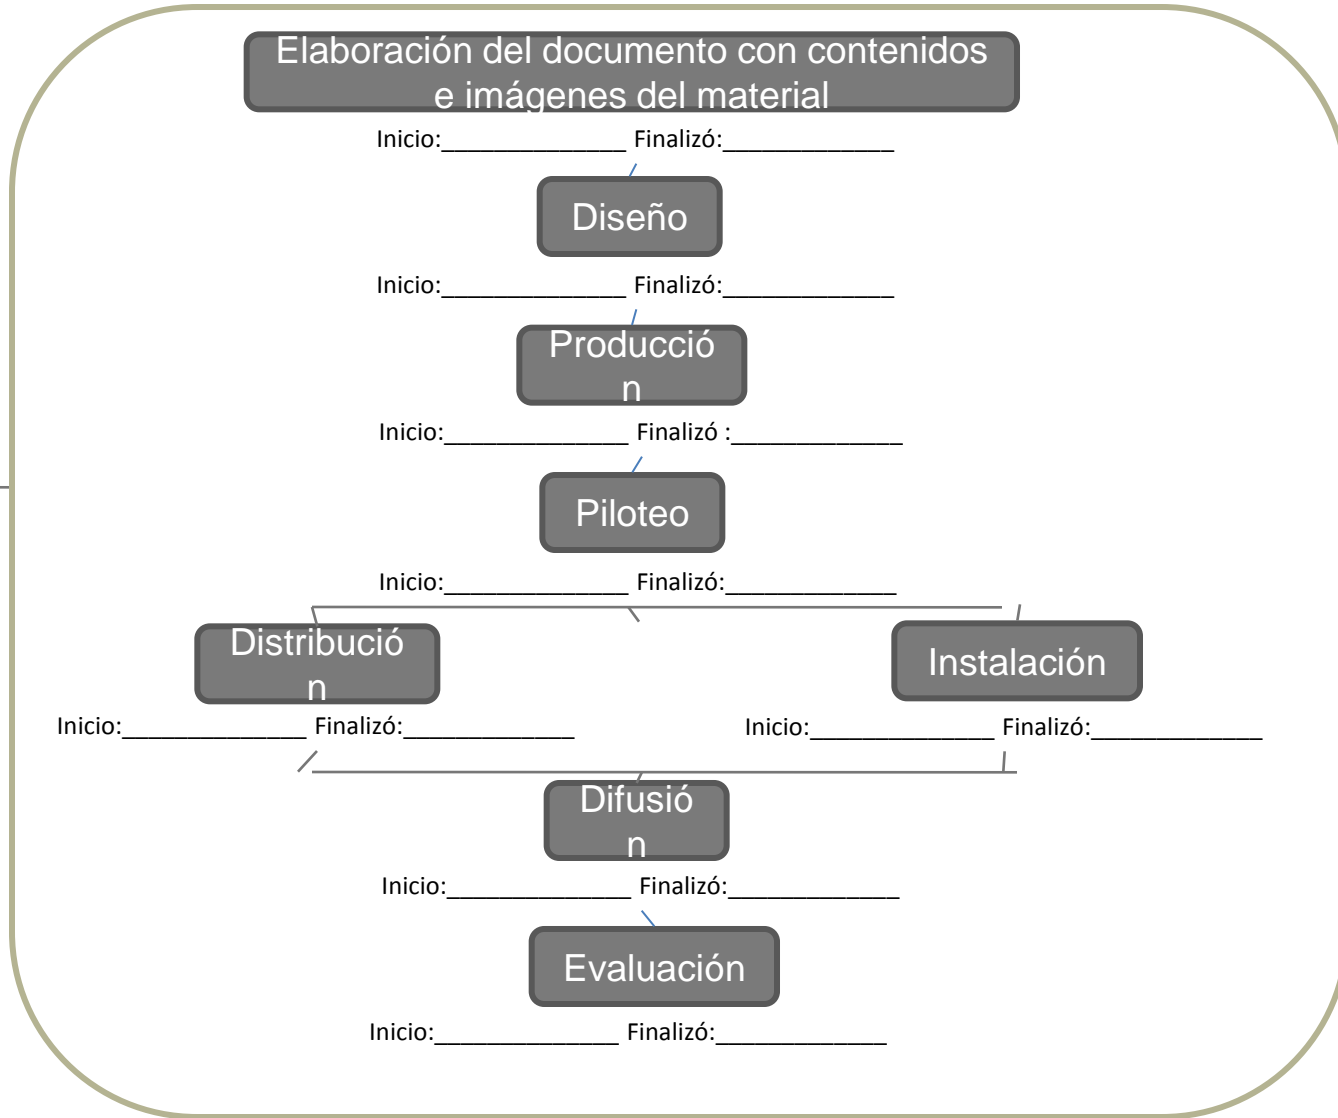 Elaboración del documento con contenidos
e imágenes del material
Inicio:______________ Finalizó:_____________
Diseño
Inicio:______________ Finalizó:_____________
Producció
n
Inicio:______________ Finalizó :_____________
Piloteo
Inicio:______________ Finalizó:_____________
Distribució
n
Instalación
Inicio:______________ Finalizó:_____________
Inicio:______________ Finalizó:_____________
Difusió
n
Inicio:______________ Finalizó:_____________
Evaluación
Inicio:______________ Finalizó:_____________